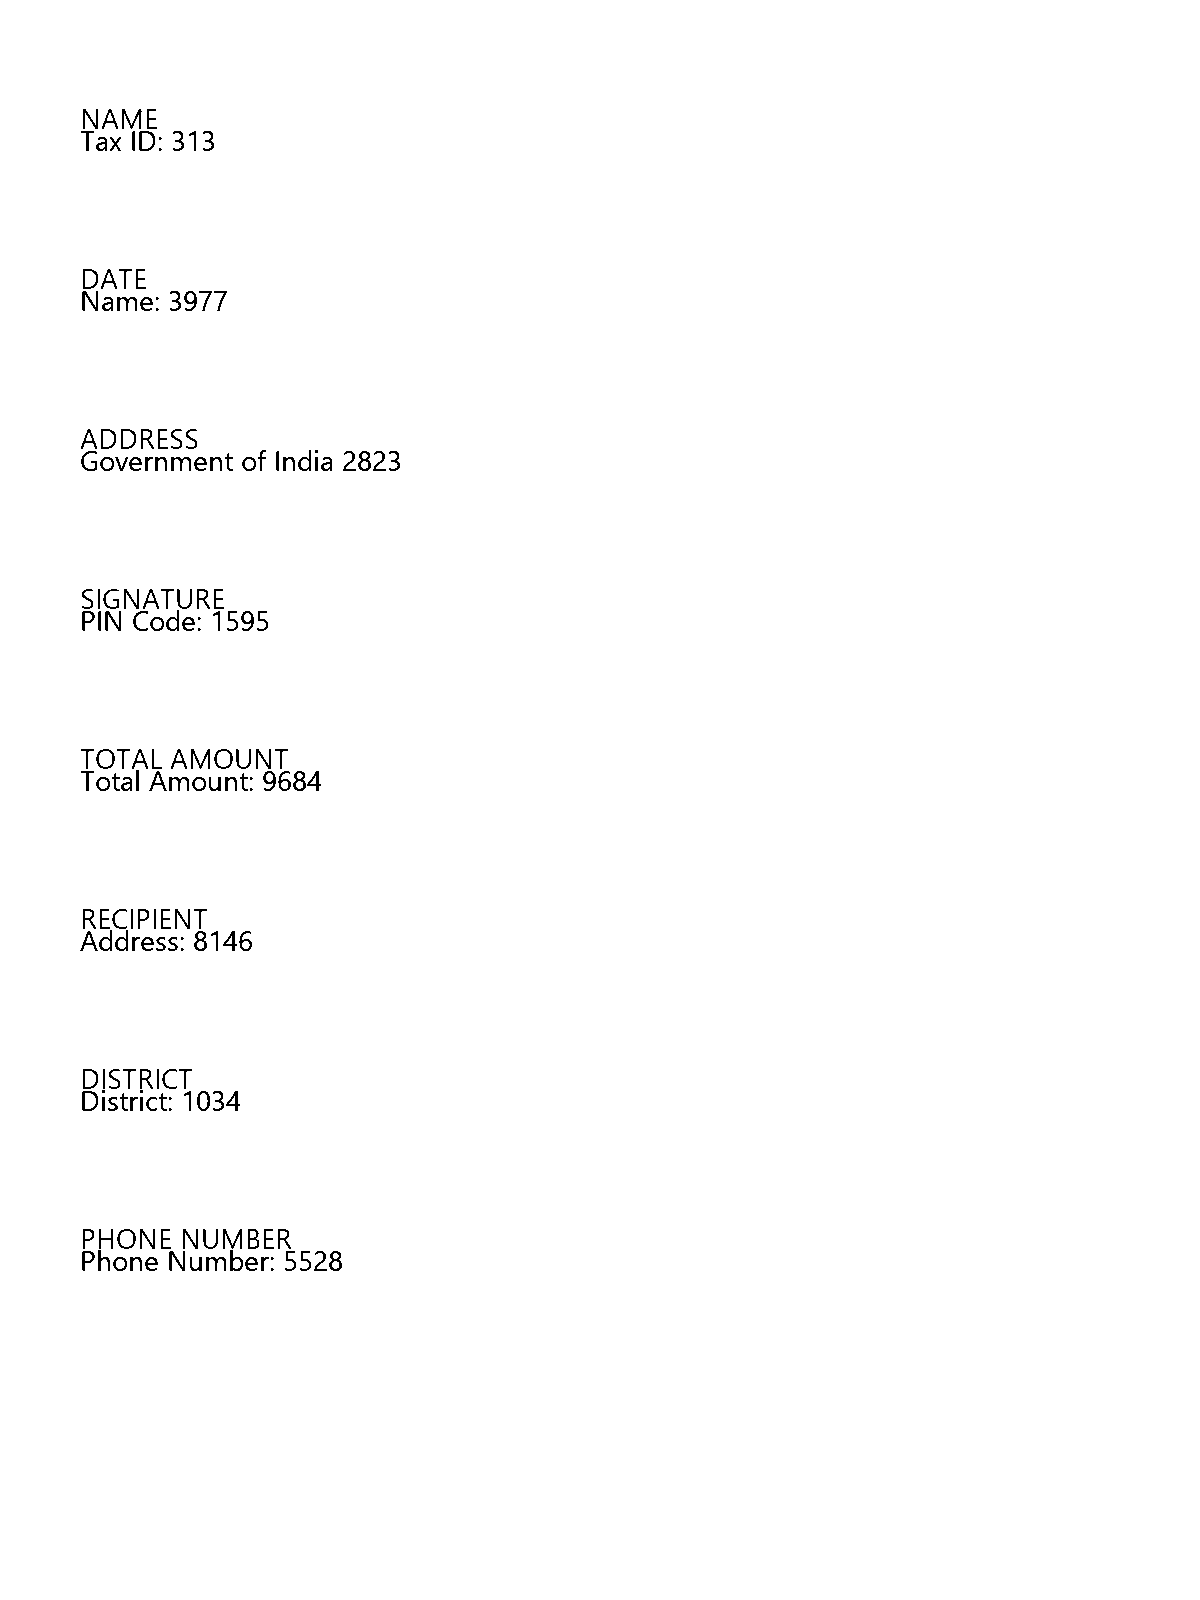 NAME
Tax ID: 313
DATE
Name: 3977
ADDRESS
Government of India 2823
SIGNATURE
PIN Code: 1595
TOTAL AMOUNT
Total Amount: 9684
RECIPIENT
Address: 8146
DISTRICT
District: 1034
PHONE NUMBER
Phone Number: 5528